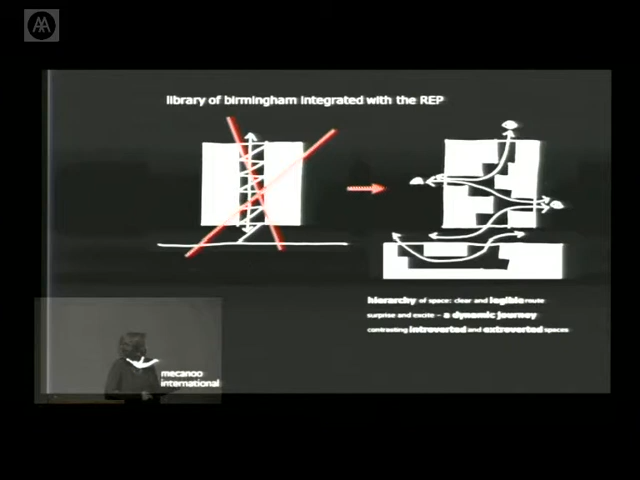 AA
library of birmingham integrated with the REP
hierarchy of space: clear and legible route
surprise and excite – a dynamic journey
contrasting introverted and extroverted spaces
mecanoo
international